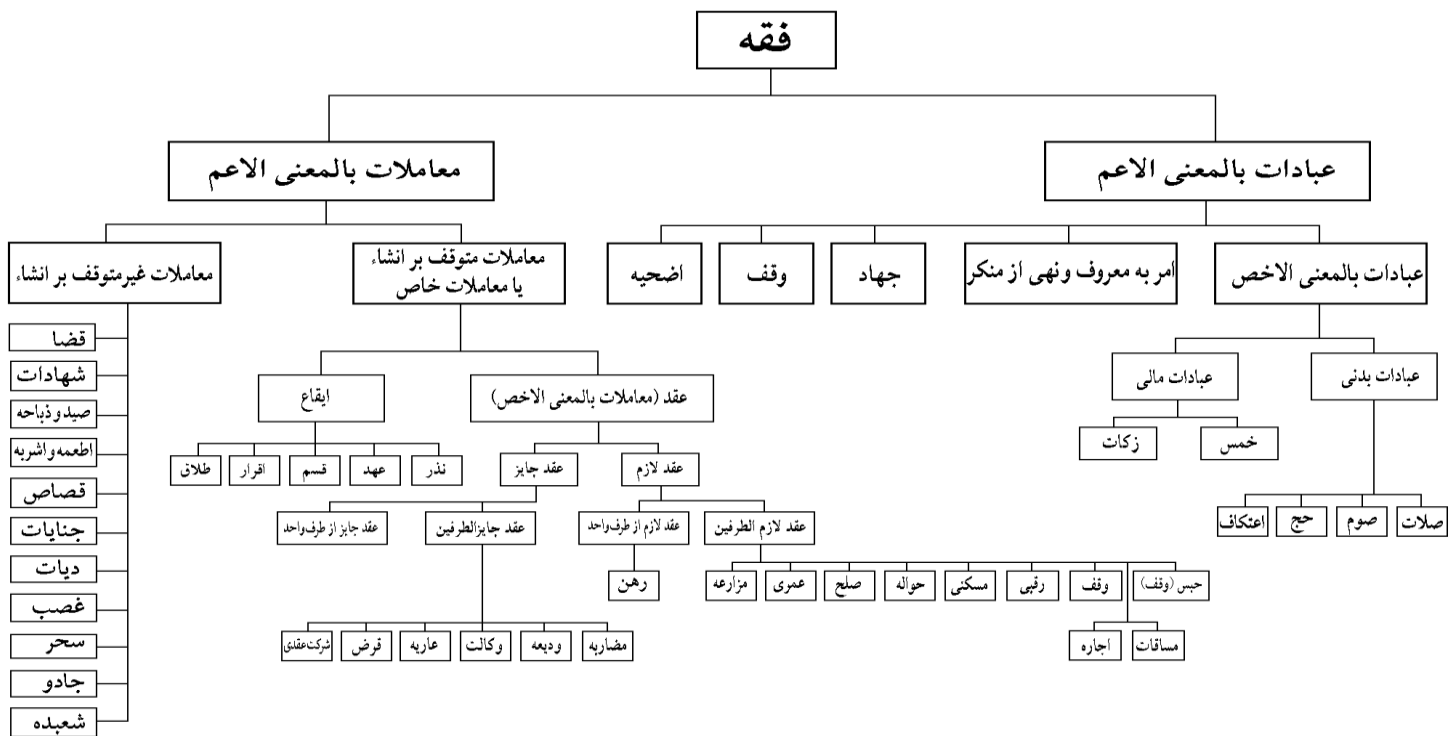 فقه
عبادات بالمعنی الاعم
معاملات بالمعنی الاعم
عبادات بالمعنی الاخص
امر به معروف ونهی از منکر
جهاد
وقف
اضحیه
معاملات متوقف بر انشاء
یا معاملات خاص
معاملات غیرمتوقف بر انشاء
عبادات بدنی
عبادات مالی
خمس
زکات
صلات
صوم
حج
اعتکاف
عقد (معاملات بالمعنی الاخص)
ایقاع
نذر
عهد
قسم
اقرار
طلاق
عقد لازم
عقد جایز
عقد لازم الطرفین
عقد لازم از طرف واحد
عقد جایزالطرفین
عقد جایز از طرف واحد
رهن
حبس (وقف)
وقف
رقبی
مسکنی
حواله
صلح
عمری
مزارعه
مساقات
اجاره
مضاربه
ودیعه
وکالت
عاریه
قرض
شرکت عقدی
قضا
شهادات
صید و ذباحه
اطعمه و اشربه
قصاص
جنایات
دیات
غصب
سحر
جادو
شعبده